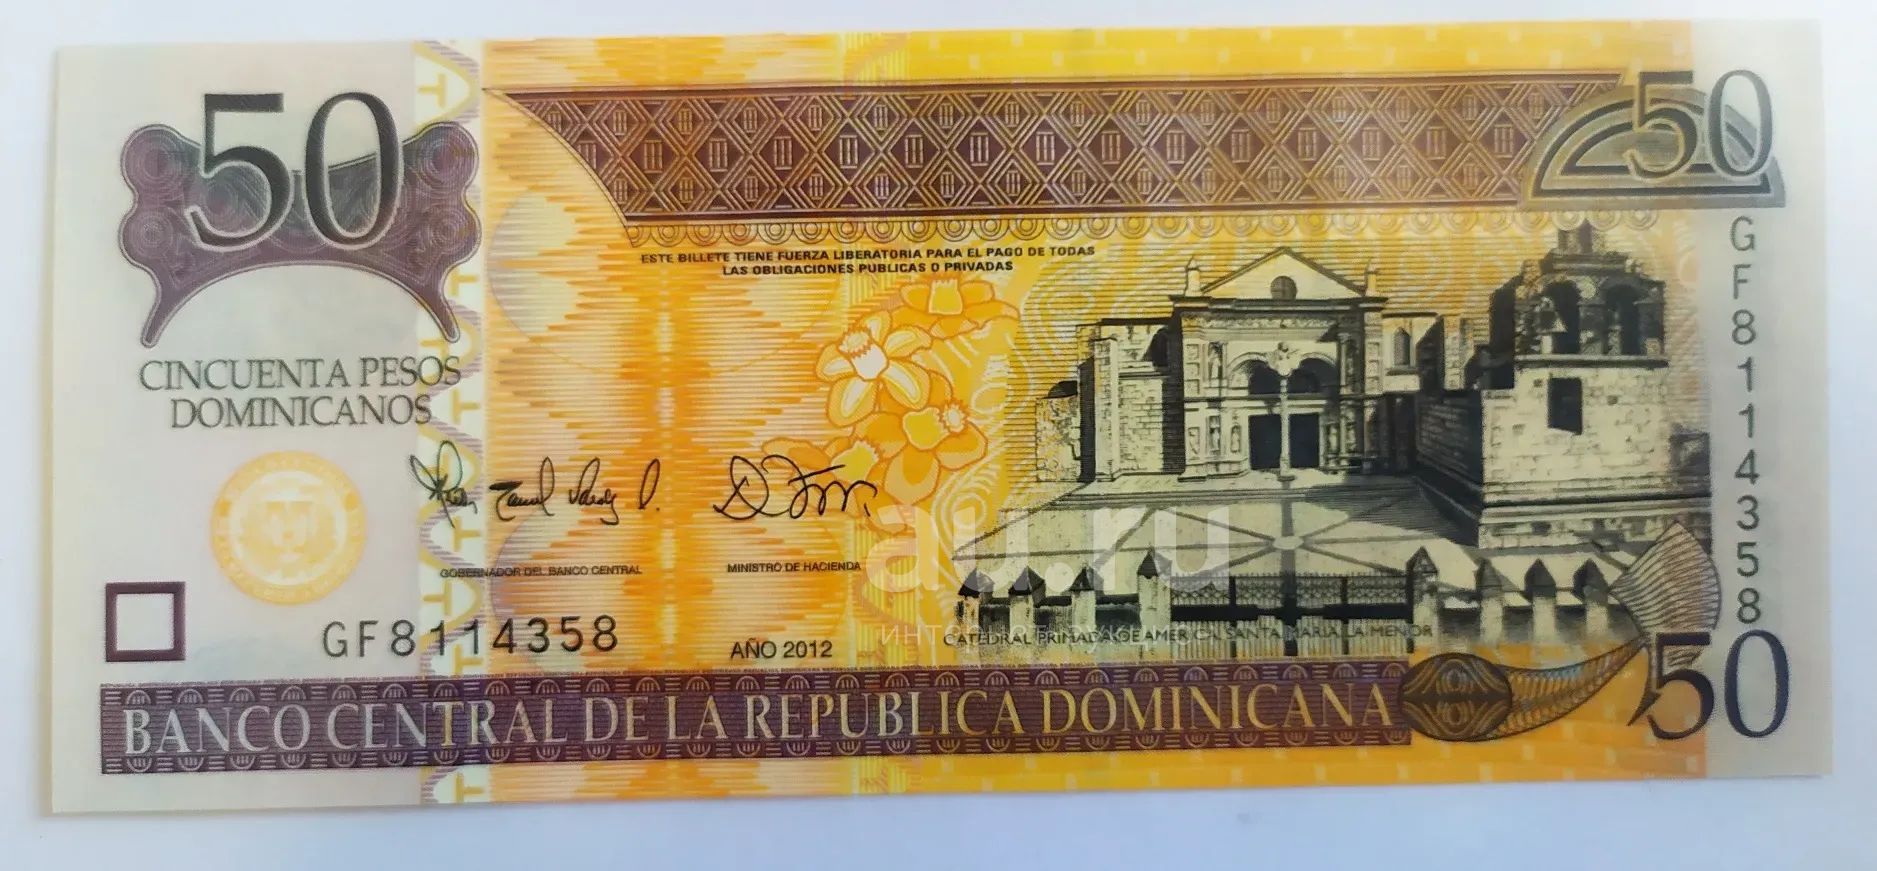 50
50
ESTE BILLETE TIENE FUERZA LIBERATORIA PARA EL PAGO DE TODAS
LAS OBLIGACIONES PUBLICAS O PRIVADAS
GF8114358
CINCUENTA PESOS
DOMINICANOS
au.ru
GOBERNADOR DEL BANCO CENTRAL
MINISTRO DE HACIENDA
GF8114358
AÑO 2012
CATEDRAL PRIMADA DE AMERICA, SANTA MARIA LA MENOR
BANCO CENTRAL DE LA REPUBLICA DOMINICANA
50